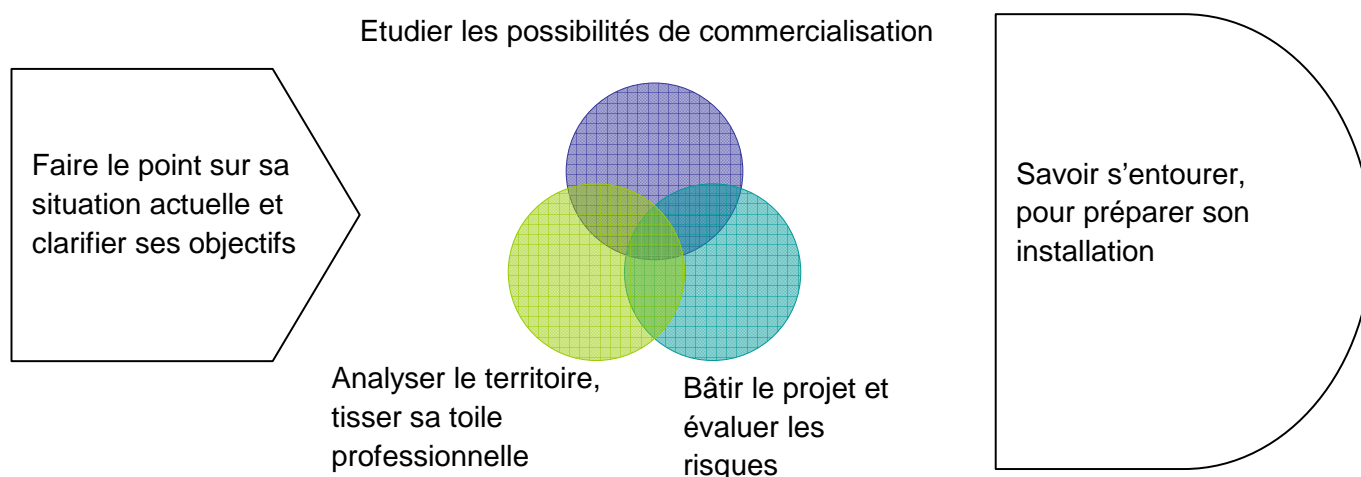 Etudier les possibilités de commercialisation
Faire le point sur sa
situation actuelle et
clarifier ses objectifs
Analyser le territoire,
tisser sa toile
professionnelle
Bâtir le projet et
évaluer les
risques
Savoir s'entourer,
pour préparer son
installation